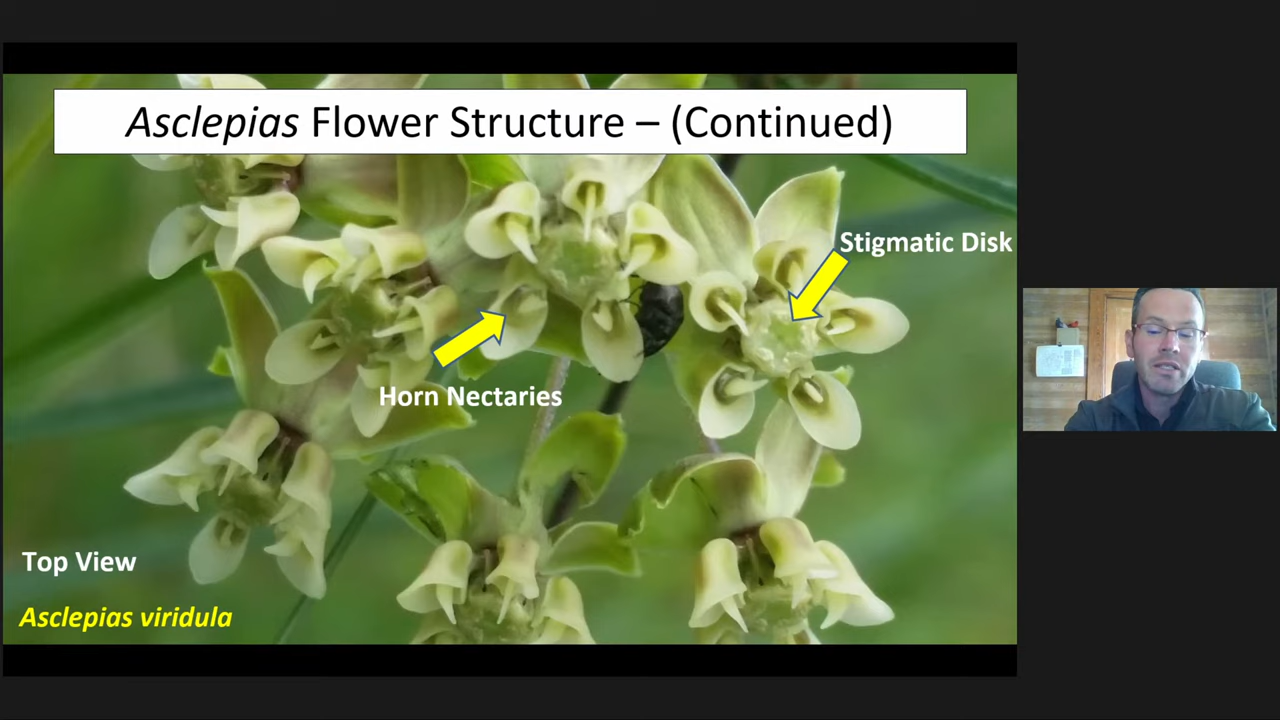 Asclepias Flower Structure – (Continued)
Stigmatic Disk
Horn Nectaries
Top View
Asclepias viridula